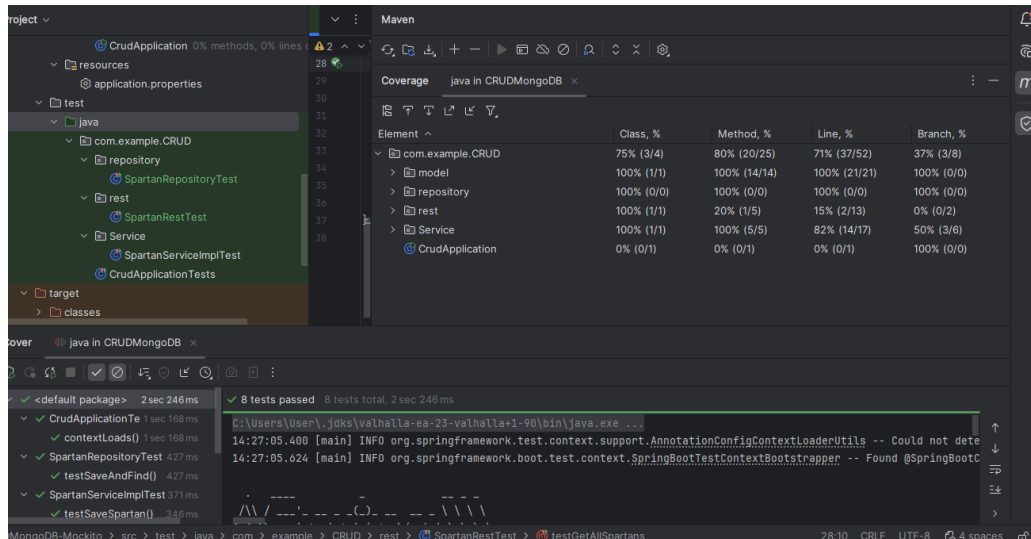 Project
Maven
CrudApplication 0% methods, 0% lines
2
resources
28
application.properties
29
Coverage java in CRUDMongoDB
30
test
31
java
Element Class, % Method, % Line, % Branch, %
32
com.example.CRUD
33
com.example.CRUD 75% (3/4) 80% (20/25) 71% (37/52) 37% (3/8)
repository
34
model 100% (1/1) 100% (14/14) 100% (21/21) 100% (0/0)
SpartanRepositoryTest
35
repository 100% (0/0) 100% (0/0) 100% (0/0) 100% (0/0)
rest
36
rest 100% (1/1) 20% (1/5) 15% (2/13) 0% (0/2)
SpartanRestTest
37
Service 100% (1/1) 100% (5/5) 82% (14/17) 50% (3/6)
Service
38
CrudApplication 0% (0/1) 0% (0/1) 0% (0/1) 100% (0/0)
SpartanServiceImplTest
CrudApplicationTests
target
classes
Cover java in CRUDMongoDB
<default package> 2 sec 246 ms
8 tests passed 8 tests total, 2 sec 246 ms
CrudApplicationTe 1 sec 168 ms
C:\Users\User\.jdks\valhalla-ea-23-valhalla+1-90\bin\java.exe ...
contextLoads() 1 sec 168 ms
14:27:05.400 [main] INFO org.springframework.test.context.support.AnnotationConfigContextLoaderUtils -- Could not dete
SpartanRepositoryTest 427 ms
14:27:05.624 [main] INFO org.springframework.boot.test.context.SpringBootTestContextBootstrapper -- Found @SpringBootC
testSaveAndFind() 427 ms
SpartanServiceImplTest 371 ms
testSaveSpartan() 346 ms
MongoDB-Mockito > src > test > java > com > example > CRUD > rest > SpartanRestTest > testGetAllSpartans 28:10 CRLF UTF-8 4 spaces